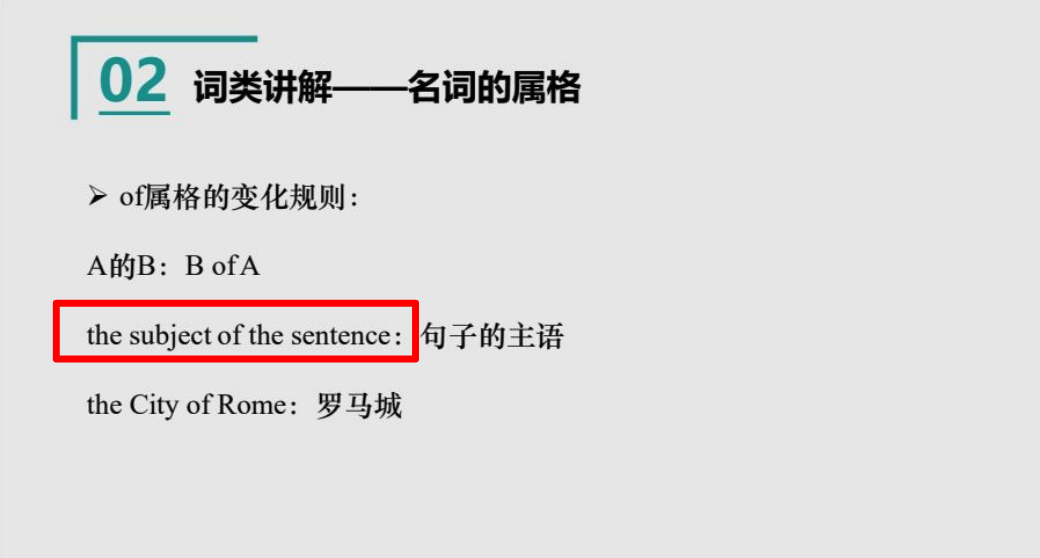 02 词类讲解——名词的属格
➢ of属格的变化规则：
A的B：B of A
the subject of the sentence：句子的主语
the City of Rome：罗马城